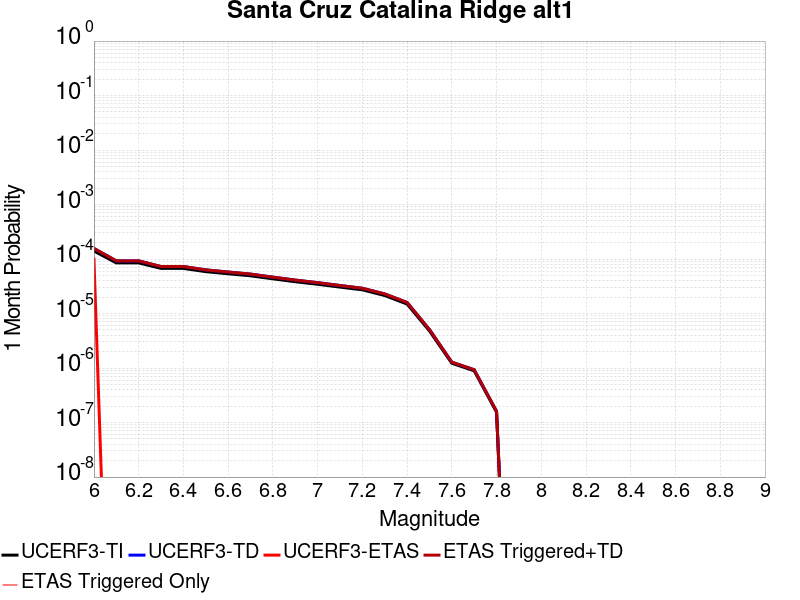 Santa Cruz Catalina Ridge alt1
10^0
10^-1
10^-2
10^-3
10^-4
10^-5
10^-6
10^-7
10^-8
1 Month Probability
6 6.2 6.4 6.6 6.8 7 7.2 7.4 7.6 7.8 8 8.2 8.4 8.6 8.8 9
Magnitude
UCERF3-TI UCERF3-TD UCERF3-ETAS ETAS Triggered+TD
ETAS Triggered Only